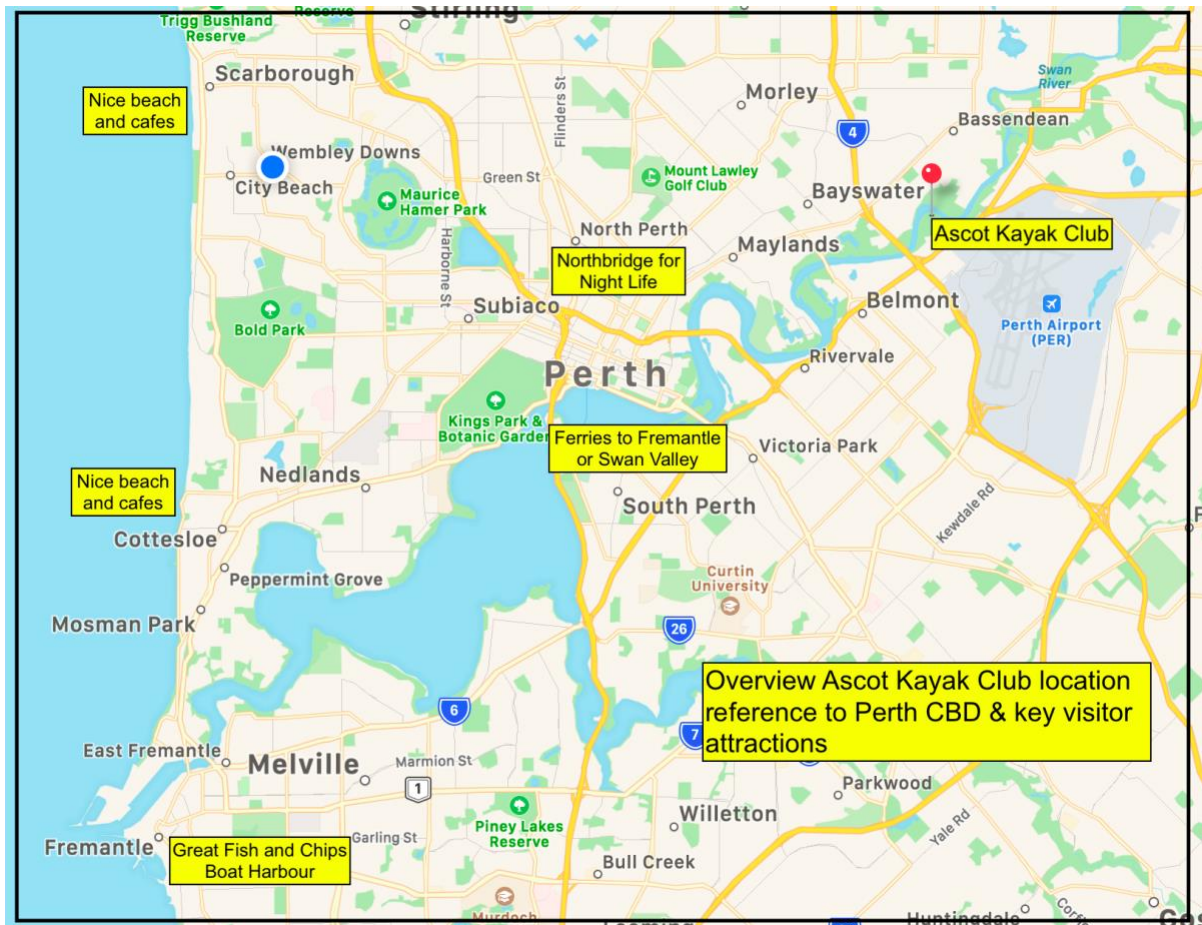 Trigg Bushland
Reserve
Reserve
Stirling
Scarborough
Nice beach
and cafes
Flinders St
Morley
Swan
River
Bassendean
4
Wembley Downs
City Beach
Green St
Mount Lawley
Golf Club
Maurice
Hamer Park
Bayswater
Ascot Kayak Club
Harborne St
North Perth
Maylands
Northbridge for
Night Life
Subiaco
Belmont
Bold Park
Perth Airport
(PER)
Perth
Rivervale
Kings Park &
Botanic Garden
Ferries to Fremantle
or Swan Valley
Victoria Park
Nedlands
Nice beach
and cafes
South Perth
Kewdale Rd
Cottesloe
Peppermint Grove
Curtin
University
Mosman Park
26
Overview Ascot Kayak Club location
reference to Perth CBD & key visitor
attractions
6
7
East Fremantle
Melville
Marmion St
1
Parkwood
Willetton
Piney Lakes
Reserve
Yale Rd
Fremantle
Great Fish and Chips
Boat Harbour
Garling St
Bull Creek
Murdoch
Huntingdale